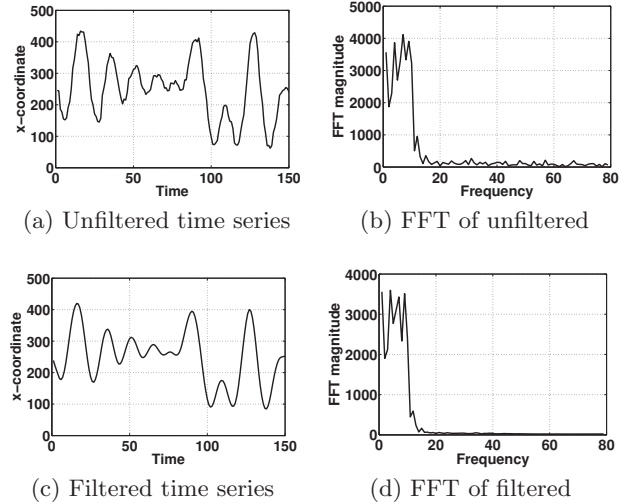 500
400
300
200
100
0
x-coordinate
0 50 100 150
Time
(a) Unfiltered time series
5000
4000
3000
2000
1000
0
FFT magnitude
0 20 40 60 80
Frequency
(b) FFT of unfiltered
500
400
300
200
100
0
x-coordinate
0 50 100 150
Time
(c) Filtered time series
4000
3000
2000
1000
0
FFT magnitude
0 20 40 60 80
Frequency
(d) FFT of filtered